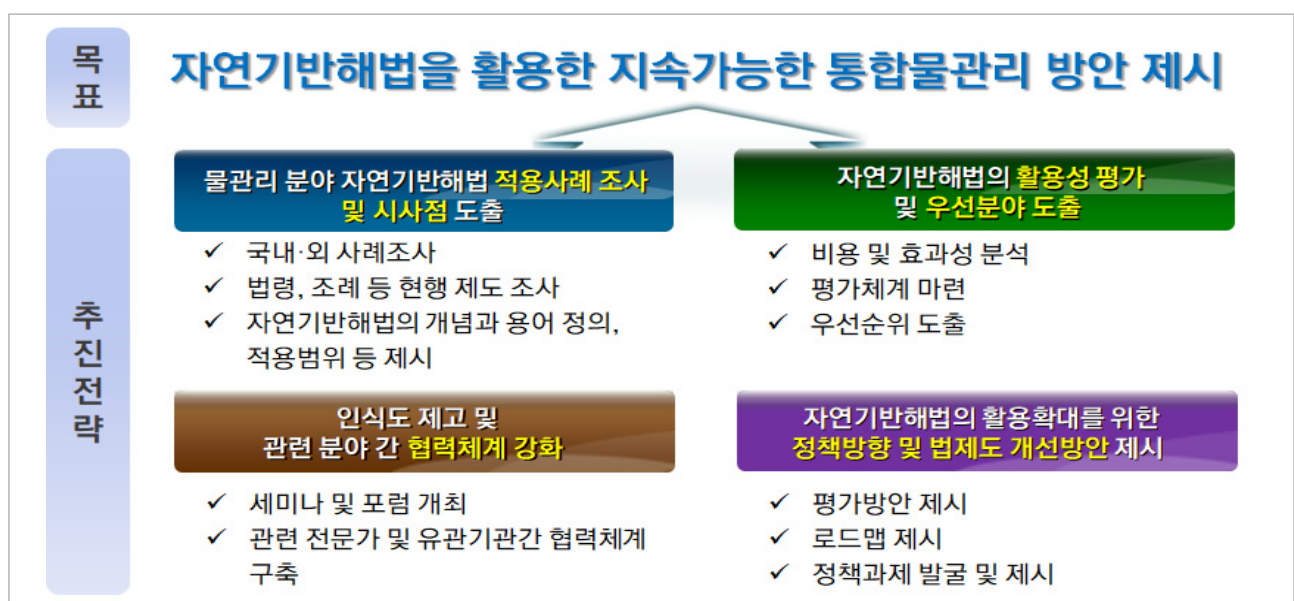 목표
자연기반해법을 활용한 지속가능한 통합물관리 방안 제시
추진전략
물관리 분야 자연기반해법 적용사례 조사
및 시사점 도출
✓ 국내·외 사례조사
✓ 법령, 조례 등 현행 제도 조사
✓ 자연기반해법의 개념과 용어 정의,
적용범위 등 제시
자연기반해법의 활용성 평가
및 우선분야 도출
✓ 비용 및 효과성 분석
✓ 평가체계 마련
✓ 우선순위 도출
인식도 제고 및
관련 분야 간 협력체계 강화
✓ 세미나 및 포럼 개최
✓ 관련 전문가 및 유관기관간 협력체계
구축
자연기반해법의 활용확대를 위한
정책방향 및 법제도 개선방안 제시
✓ 평가방안 제시
✓ 로드맵 제시
✓ 정책과제 발굴 및 제시